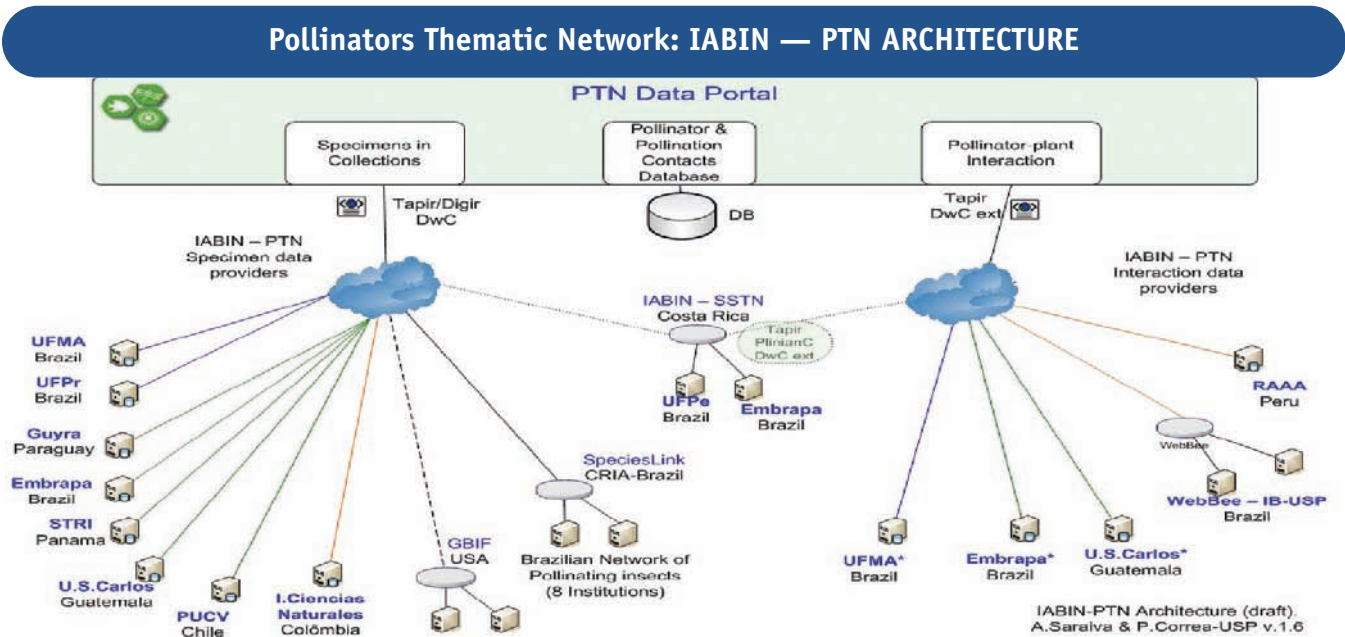 Pollinators Thematic Network: IABIN — PTN ARCHITECTURE
PTN Data Portal
Specimens in
Collections
Pollinator &
Pollination
Contacts
Database
Pollinator-plant
Interaction
Tapir/Digir
DwC
DB
Tapir
DwC ext
IABIN – PTN
Specimen data
providers
IABIN – PTN
Interaction data
providers
IABIN – SSTN
Costa Rica
Tapir
PlinianC
DwC ext
UFPe
Brazil
Embrapa
Brazil
UFMA
Brazil
UFPr
Brazil
Guyra
Paraguay
Embrapa
Brazil
STRI
Panama
U.S.Carlos
Guatemala
PUCV
Chile
I.Ciencias
Naturales
Colômbia
GBIF
USA
SpeciesLink
CRIA-Brazil
Brazilian Network of
Pollinating insects
(8 Institutions)
UFMA*
Brazil
Embrapa*
Brazil
U.S.Carlos*
Guatemala
WebBee
WebBee – IB-USP
Brazil
RAAA
Peru
IABIN-PTN Architecture (draft).
A.Saraiva & P.Correa-USP v.1.6